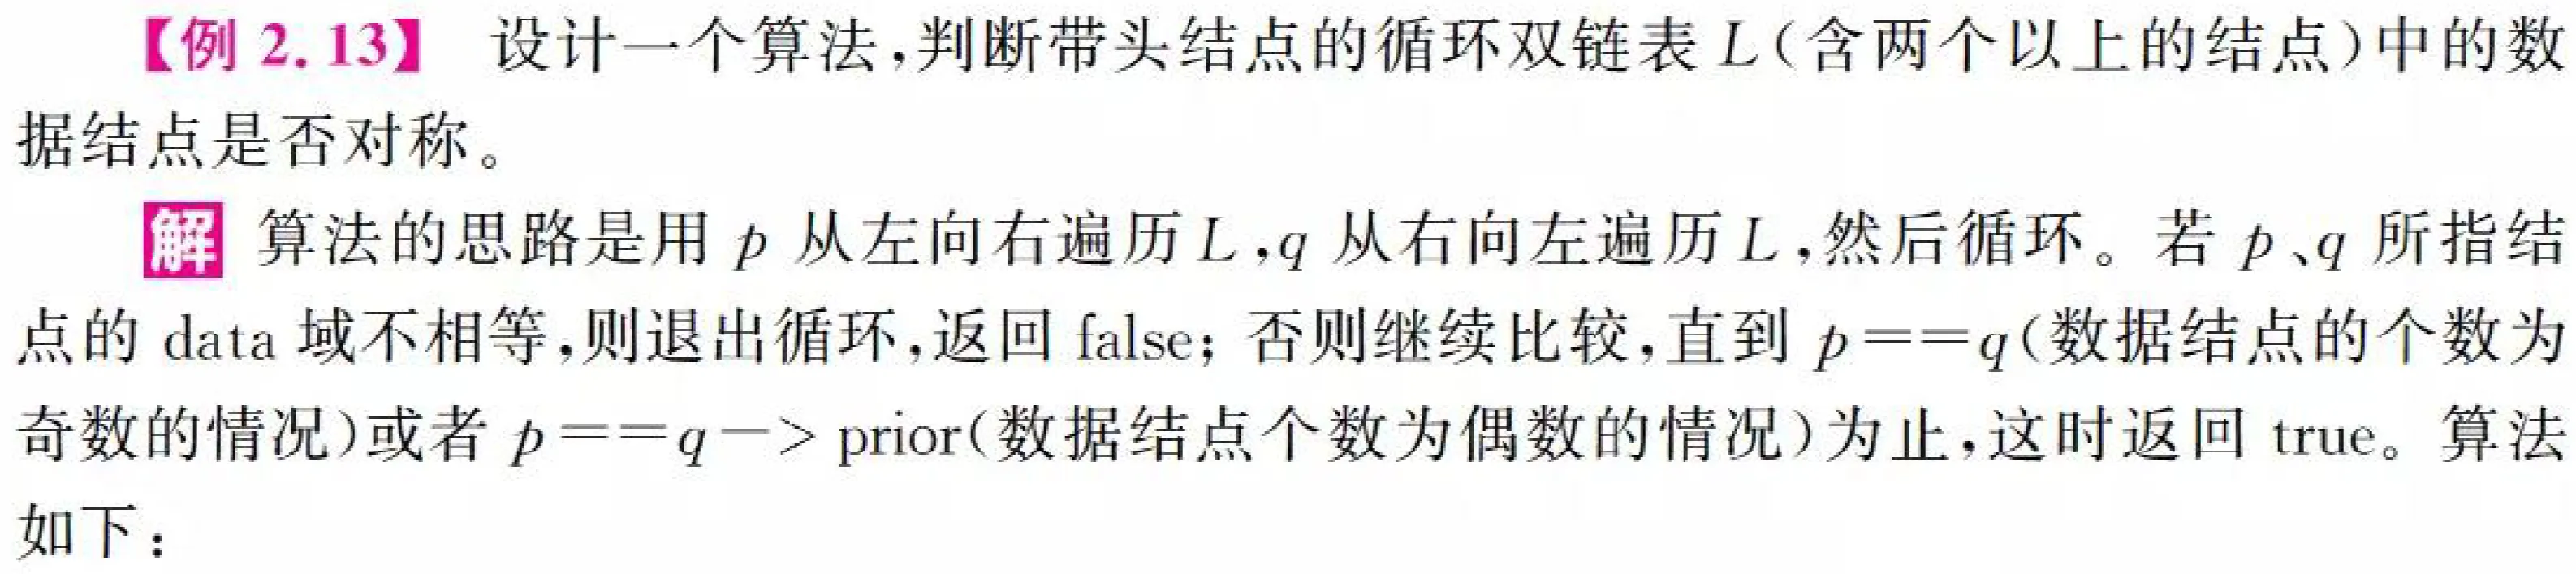 【例 2.13】 设计一个算法,判断带头结点的循环双链表 L(含两个以上的结点)中的数
据结点是否对称。
解 算法的思路是用 p 从左向右遍历 L,q 从右向左遍历 L,然后循环。若 p、q 所指结
点的 data 域不相等,则退出循环,返回 false; 否则继续比较,直到 p==q(数据结点的个数为
奇数的情况)或者 p==q—> prior(数据结点个数为偶数的情况)为止,这时返回 true。算法
如下: